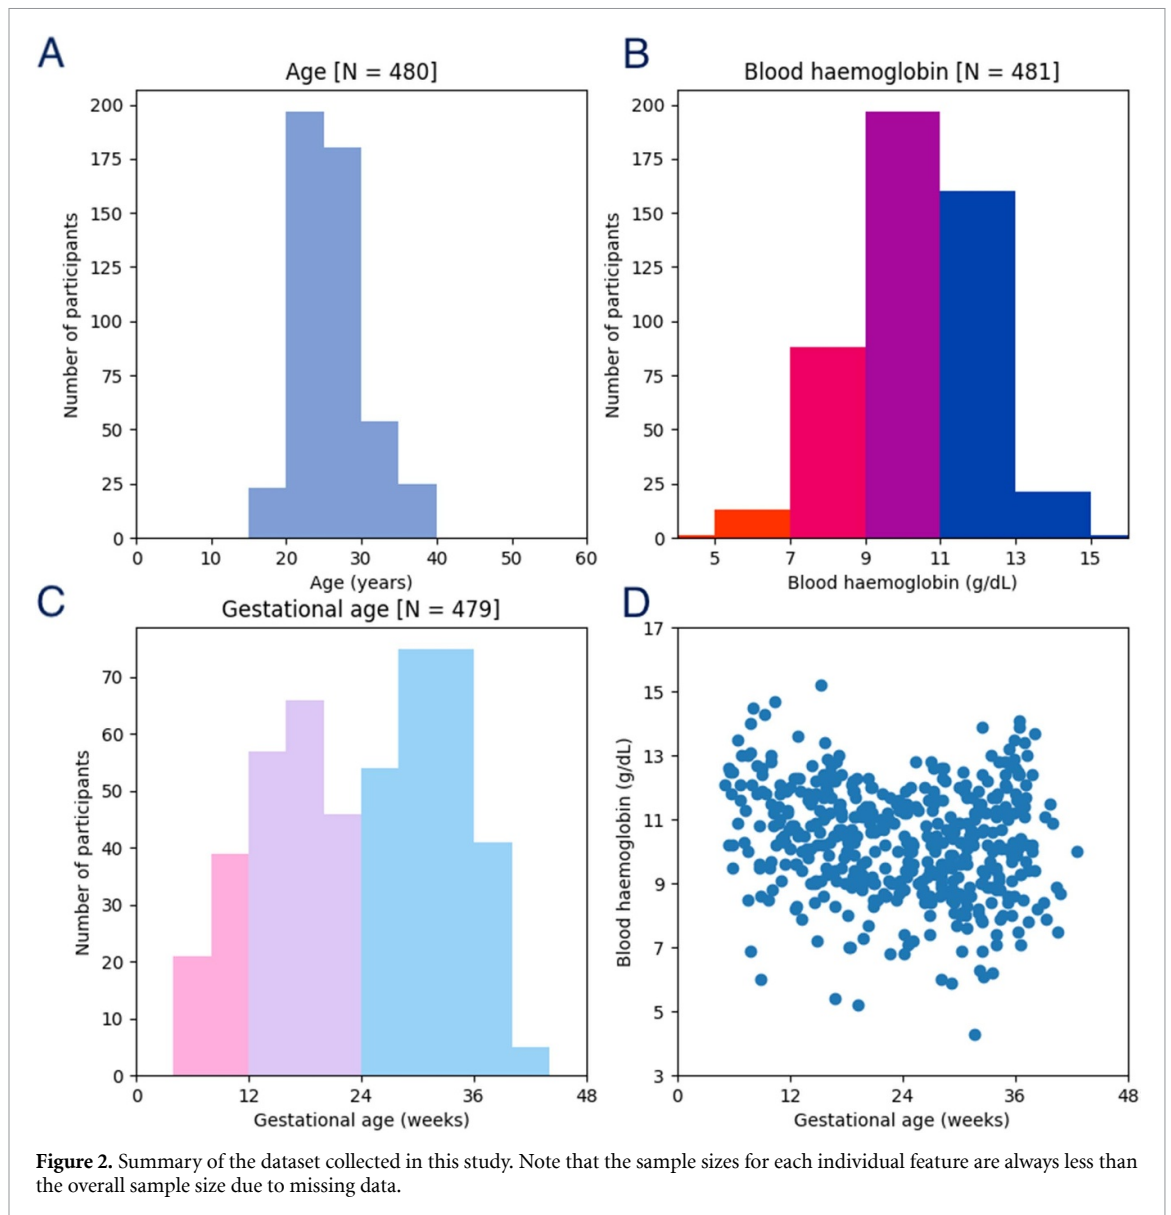 A
Age [N = 480]
200
175
150
125
100
75
50
25
0
Number of participants
0 10 20 30 40 50 60
Age (years)
B
Blood haemoglobin [N = 481]
200
175
150
125
100
75
50
25
0
Number of participants
5 7 9 11 13 15
Blood haemoglobin (g/dL)
C
Gestational age [N = 479]
70
60
50
40
30
20
10
0
Number of participants
0 12 24 36 48
Gestational age (weeks)
D
17
15
13
11
9
7
5
3
Blood haemoglobin (g/dL)
0 12 24 36 48
Gestational age (weeks)
Figure 2. Summary of the dataset collected in this study. Note that the sample sizes for each individual feature are always less than
the overall sample size due to missing data.